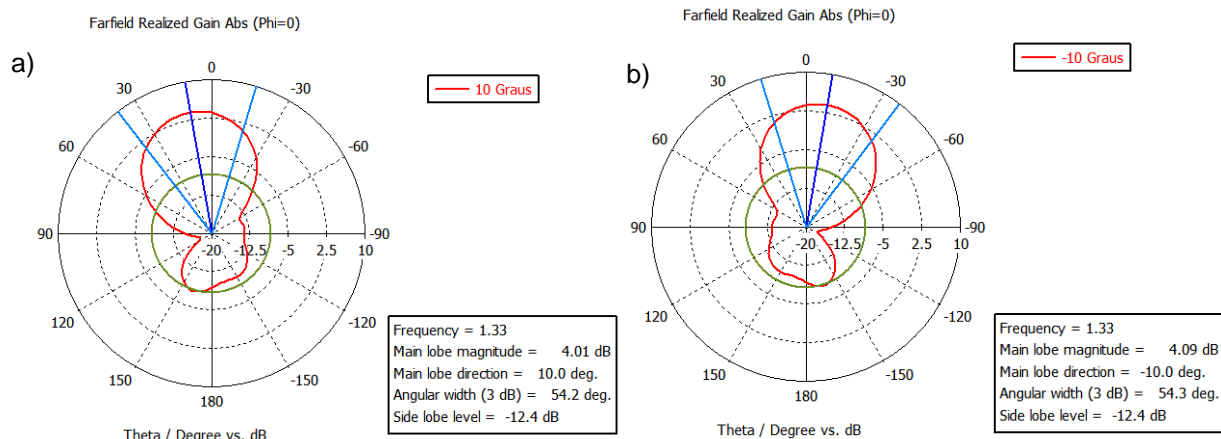 Farfield Realized Gain Abs (Phi=0)
a)
0
30
-30
10 Graus
60
-60
90
-20
-12.5
-5
2.5
10
-90
120
-120
150
-150
180
Theta / Degree vs. dB
Frequency = 1.33
Main lobe magnitude = 4.01 dB
Main lobe direction = 10.0 deg.
Angular width (3 dB) = 54.2 deg.
Side lobe level = -12.4 dB
Farfield Realized Gain Abs (Phi=0)
b)
0
30
-30
-10 Graus
60
-60
90
-20
-12.5
-5
2.5
10
-90
120
-120
150
-150
180
Theta / Degree vs. dB
Frequency = 1.33
Main lobe magnitude = 4.09 dB
Main lobe direction = -10.0 deg.
Angular width (3 dB) = 54.3 deg.
Side lobe level = -12.4 dB